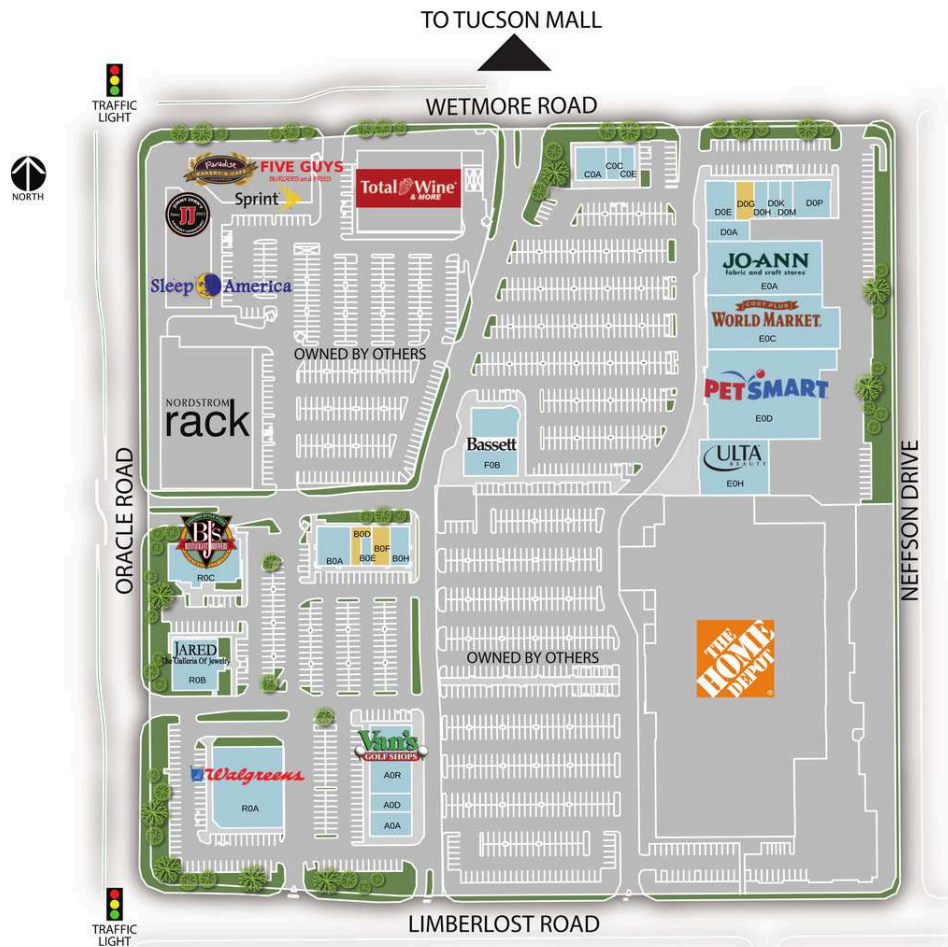 TO TUCSON MALL
TRAFFIC
LIGHT
WETMORE ROAD
NORTH
Paradise
BAKERY & CAFÉ
FIVE GUYS
BURGERS and FRIES
Sprint
JIMMY JOHN'S
JJ
Total Wine
& MORE
Sleep America
C0A
C0C
C0E
D0E
D0G
D0H
D0K
D0M
D0P
D0A
JO-ANN
fabric and craft stores
E0A
COST PLUS
WORLD MARKET.
E0C
OWNED BY OTHERS
PETSMART
E0D
NORDSTROM
rack
Bassett
F0B
ULTA
BEAUTY
E0H
ORACLE ROAD
NEFFSON DRIVE
BJ's
R0C
B0A
B0D
B0E
B0F
B0H
JARED
The Galleria Of Jewelry
R0B
OWNED BY OTHERS
THE
HOME
DEPOT
Van's
GOLF SHOPS
A0R
A0D
A0A
Walgreens
R0A
TRAFFIC
LIGHT
LIMBERLOST ROAD